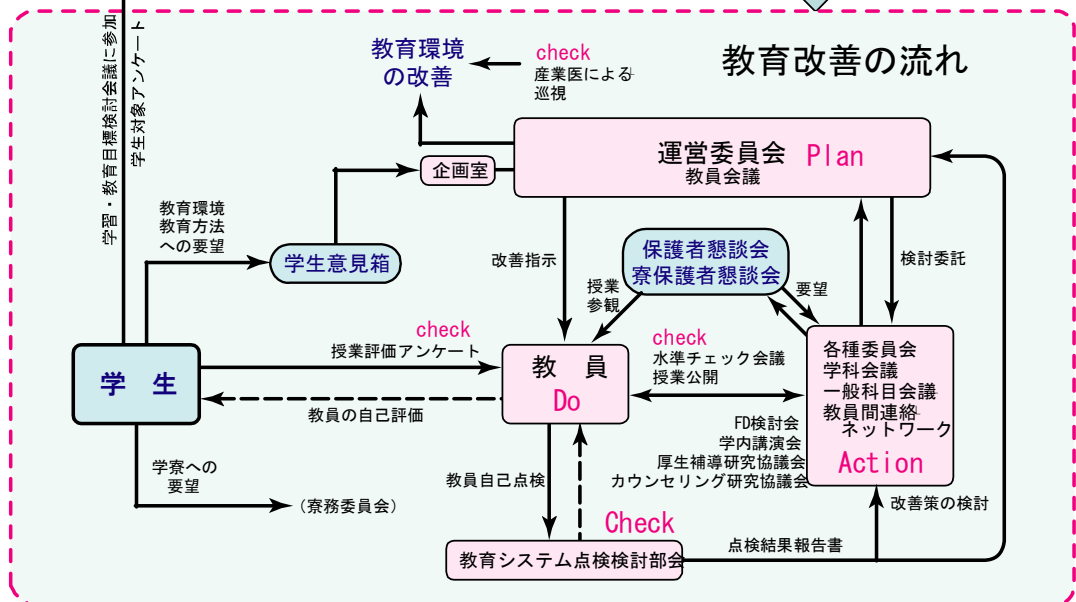 学習・教育目標検討会議に参加
学生対象アンケート
教育改善の流れ
教育環境
の改善
check
産業医による
巡視
運営委員会 Plan
教員会議
企画室
教育環境
教育方法
への要望
学生意見箱
改善指示
保護者懇談会
寮保護者懇談会
検討委託
授業
参観
要望
check
授業評価アンケート
学 生
教 員
Do
check
水準チェック会議
授業公開
各種委員会
学科会議
一般科目会議
教員間連絡
ネットワーク
Action
教員の自己評価
FD検討会
学内講演会
厚生補導研究協議会
カウンセリング研究協議会
学寮への
要望
(寮務委員会)
教員自己点検
Check
改善策の検討
教育システム点検検討部会
点検結果報告書